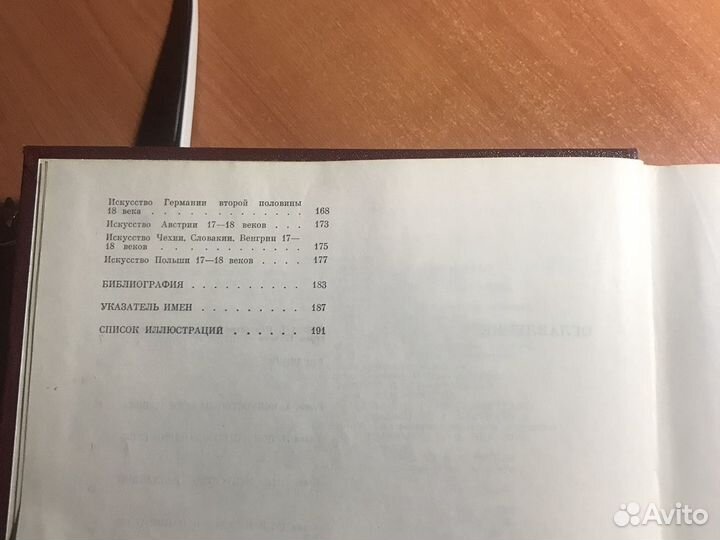 Искусство Германии второй половины
18 века . . . . . . . . . . . . . 168
Искусство Австрии 17—18 веков . . . 173
Искусство Чехии, Словакии, Венгрии 17—
18 веков . . . . . . . . . . . . 175
Искусство Польши 17—18 веков . . . . 177
БИБЛИОГРАФИЯ . . . . . . . . . . 183
УКАЗАТЕЛЬ ИМЕН . . . . . . . . . 187
СПИСОК ИЛЛЮСТРАЦИЙ . . . . . . 191
Avito